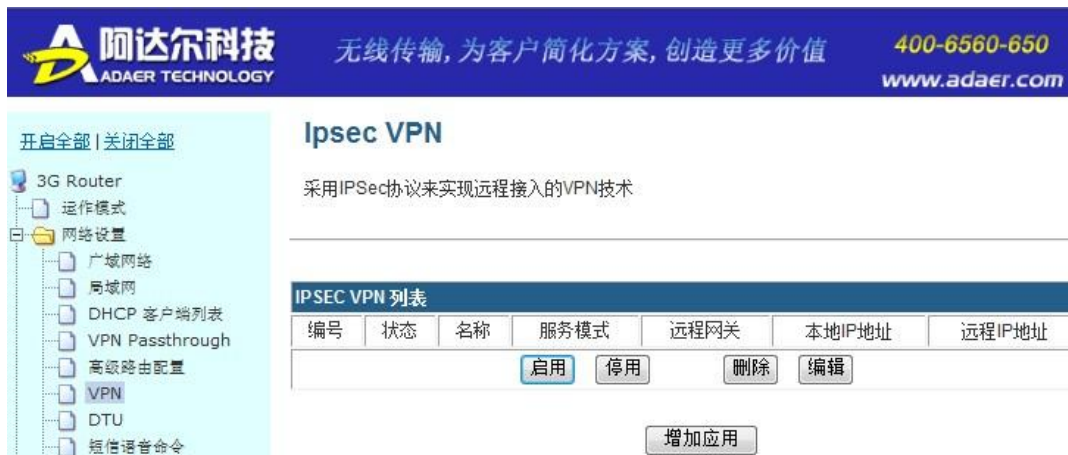 阿达尔科技
ADAER TECHNOLOGY
无线传输,为客户简化方案,创造更多价值
400-6560-650
www.adaer.com
开启全部 | 关闭全部
3G Router
运作模式
网络设置
广域网络
局域网
DHCP 客户端列表
VPN Passthrough
高级路由配置
VPN
DTU
短信语音命令
Ipsec VPN
采用IPSec协议来实现远程接入的VPN技术
IPSEC VPN 列表
编号 状态 名称 服务模式 远程网关 本地IP地址 远程IP地址
启用 停用 删除 编辑
增加应用